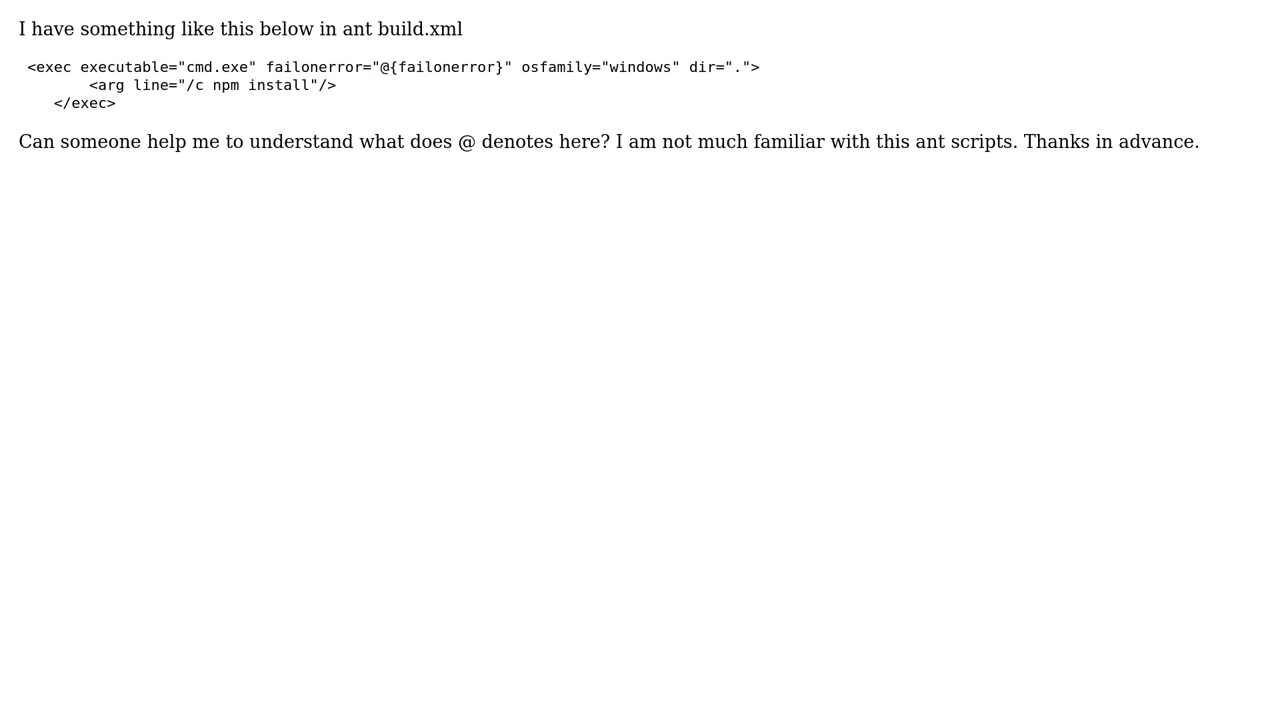 I have something like this below in ant build.xml
<exec executable="cmd.exe" failonerror="@{failonerror}" osfamily="windows" dir=".">
<arg line="/c npm install"/>
</exec>
Can someone help me to understand what does @ denotes here? I am not much familiar with this ant scripts. Thanks in advance.